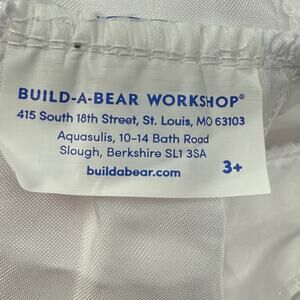 BUILD-A-BEAR WORKSHOP®
415 South 18th Street, St. Louis, MO 63103
Aquasulis, 10-14 Bath Road
Slough, Berkshire SL1 3SA
buildabear.com 3+